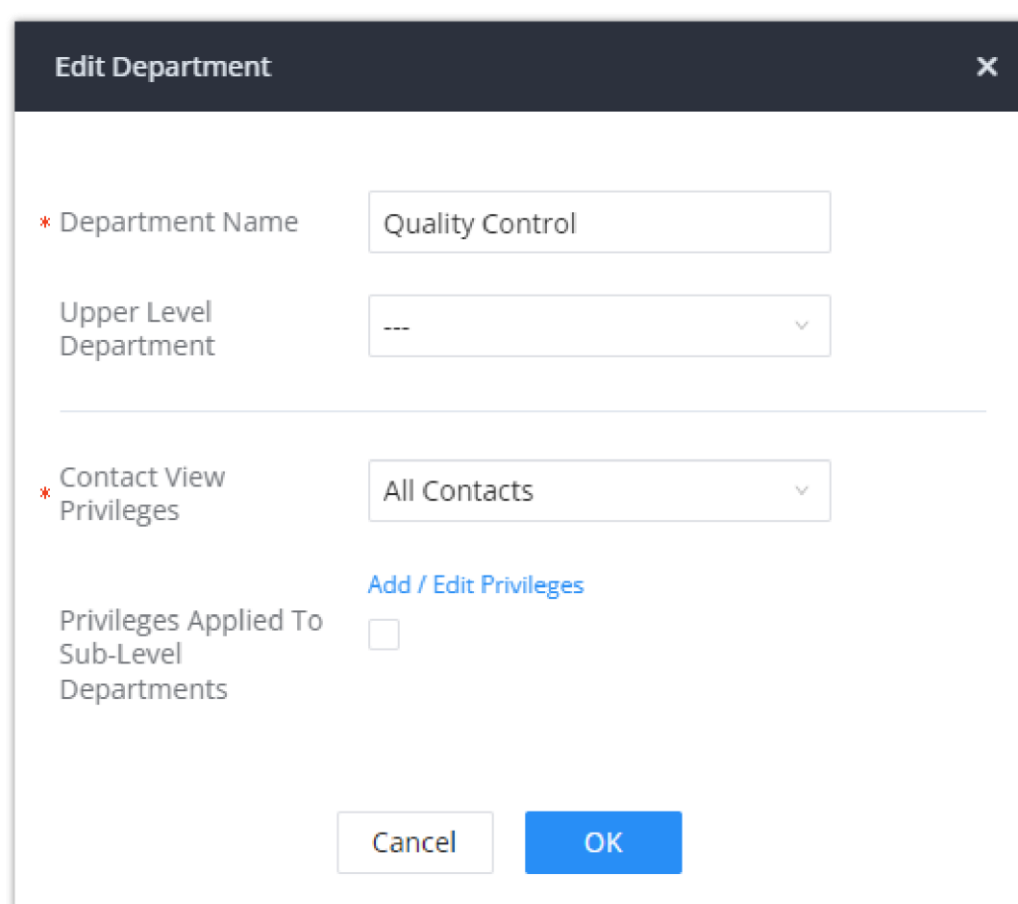 Edit Department
* Department Name
Quality Control
Upper Level
Department
---
* Contact View
Privileges
All Contacts
Add / Edit Privileges
Privileges Applied To
Sub-Level
Departments
Cancel
OK